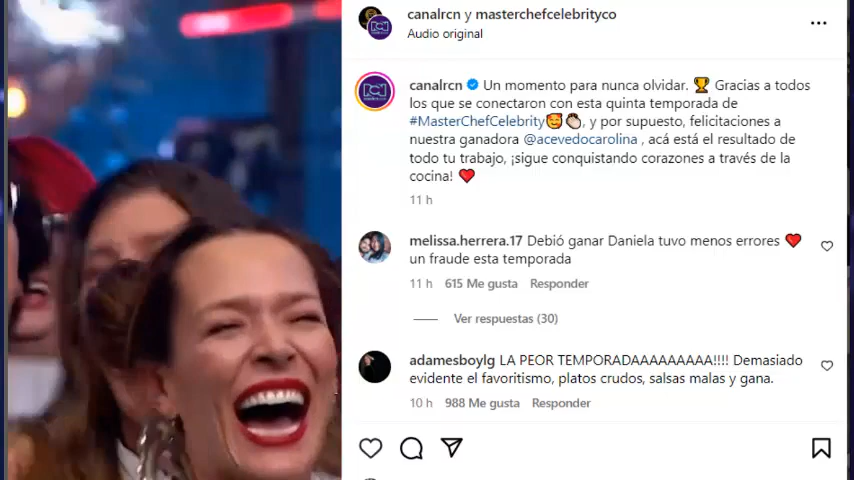 canalrcn y masterchefcelebrityco
Audio original
canalrcn Un momento para nunca olvidar. 🏆 Gracias a todos
los que se conectaron con esta quinta temporada de
#MasterChefCelebrity🥰👏🏻, y por supuesto, felicitaciones a
nuestra ganadora @acevedocarolina , acá está el resultado de
todo tu trabajo, ¡sigue conquistando corazones a través de la
cocina! ❤️
11 h
melissa.herrera.17 Debió ganar Daniela tuvo menos errores ❤️
un fraude esta temporada
11 h 615 Me gusta Responder
Ver respuestas (30)
adamesboylg LA PEOR TEMPORADAAAAAAAAA!!!! Demasiado
evidente el favoritismo, platos crudos, salsas malas y gana.
10 h 988 Me gusta Responder